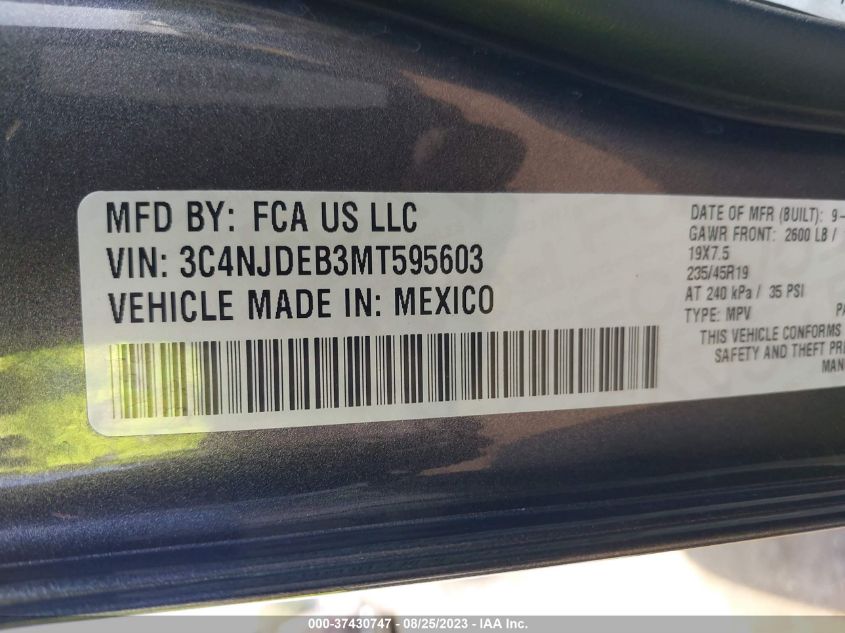 MFD BY: FCA US LLC
VIN: 3C4NJDEB3MT595603
VEHICLE MADE IN: MEXICO
DATE OF MFR (BUILT): 9-
GAWR FRONT: 2600 LB /
19X7.5
235/45R19
AT 240 kPa / 35 PSI
TYPE: MPV
THIS VEHICLE CONFORMS
SAFETY AND THEFT
000-37430747 - 08/25/2023 - IAA Inc.